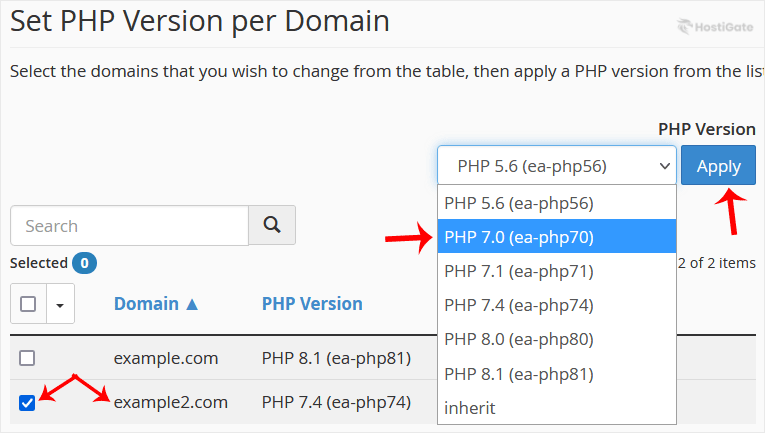 Set PHP Version per Domain
HostiGate
Select the domains that you wish to change from the table, then apply a PHP version from the list
PHP Version
PHP 5.6 (ea-php56)
Apply
PHP 5.6 (ea-php56)
PHP 7.0 (ea-php70)
PHP 7.1 (ea-php71)
PHP 7.4 (ea-php74)
PHP 8.0 (ea-php80)
PHP 8.1 (ea-php81)
inherit
Search
Selected 0
2 of 2 items
Domain ▲ PHP Version
example.com PHP 8.1 (ea-php81)
example2.com PHP 7.4 (ea-php74)